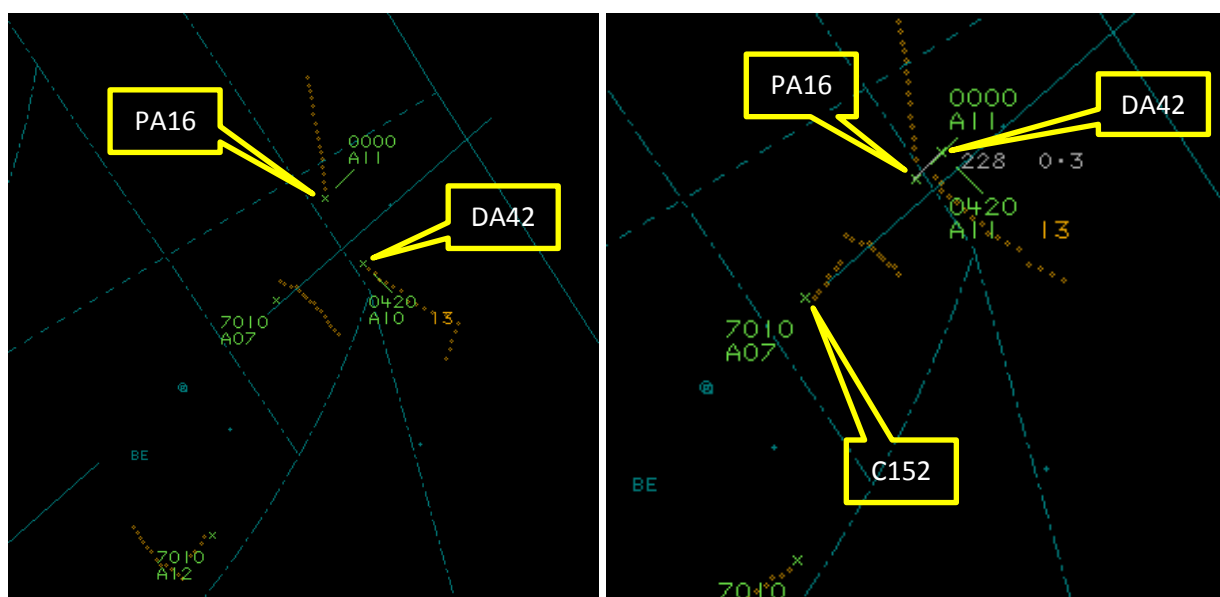 PA16
0000
A11
DA42
0420
A10 13
7010
A07
BE
7010
A12
PA16
0000
A11
DA42
228 0.3
0420
A11 13
7010
A07
C152
BE
7010